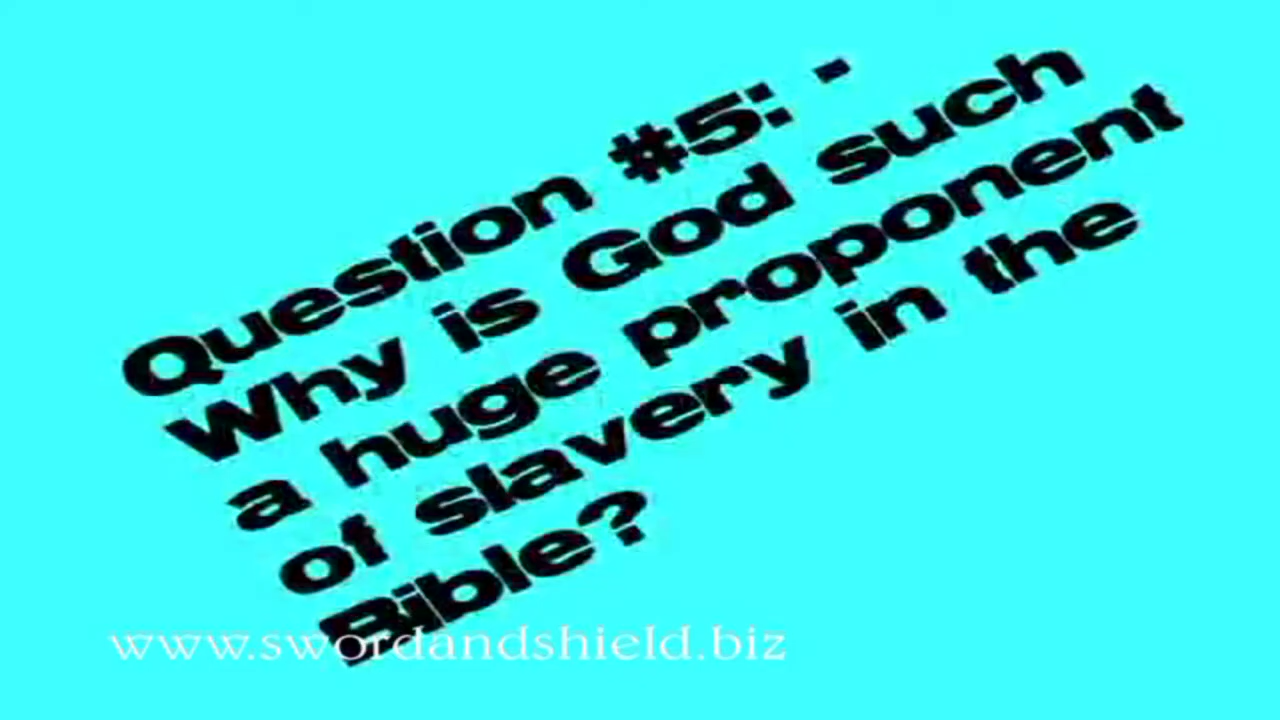 Question #5: -
Why is God such
a huge proponent
of slavery in the
Bible?
www.swordandshield.biz